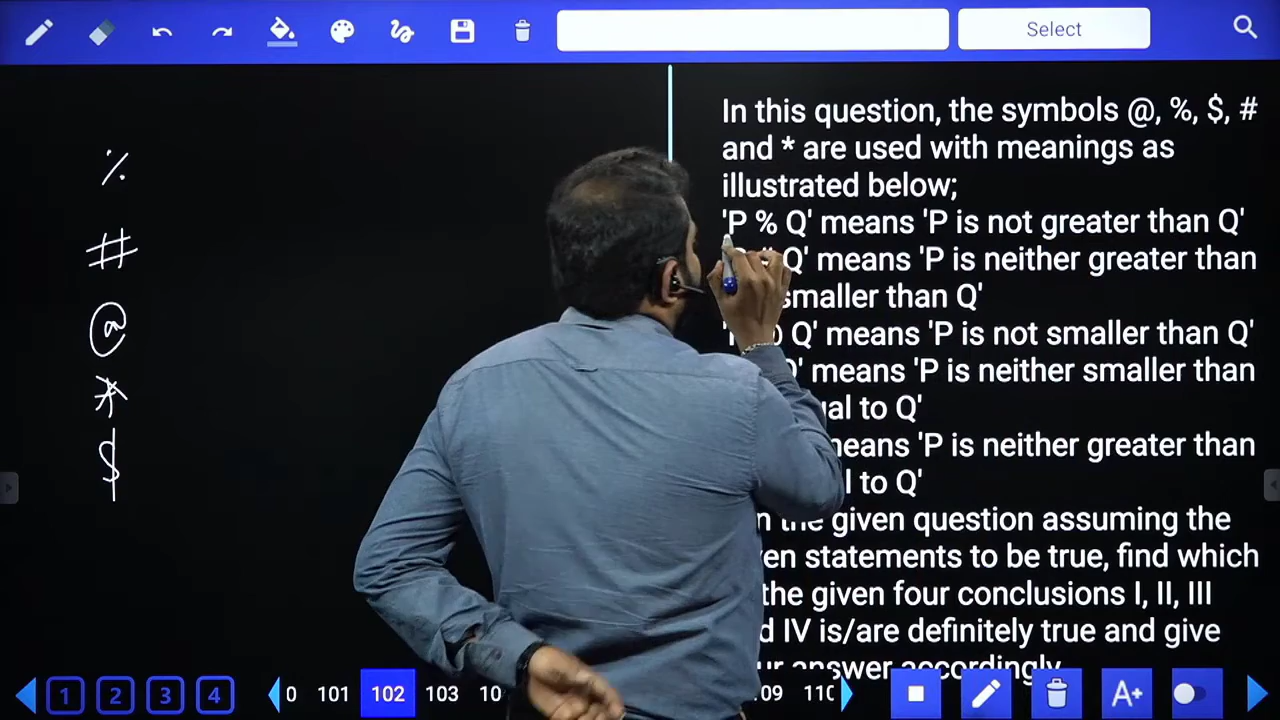 Select
In this question, the symbols @, %, $, #
and * are used with meanings as
illustrated below;
'P % Q' means 'P is not greater than Q'
Q' means 'P is neither greater than
smaller than Q'
Q' means 'P is not smaller than Q'
means 'P is neither smaller than
to Q'
means 'P is neither greater than
to Q'
the given question assuming the
statements to be true, find which
the given four conclusions I, II, III
IV is/are definitely true and give
answer accordingly
%
#
@
*
$
1 2 3 4 0 101 102 103 10 109 110 A+